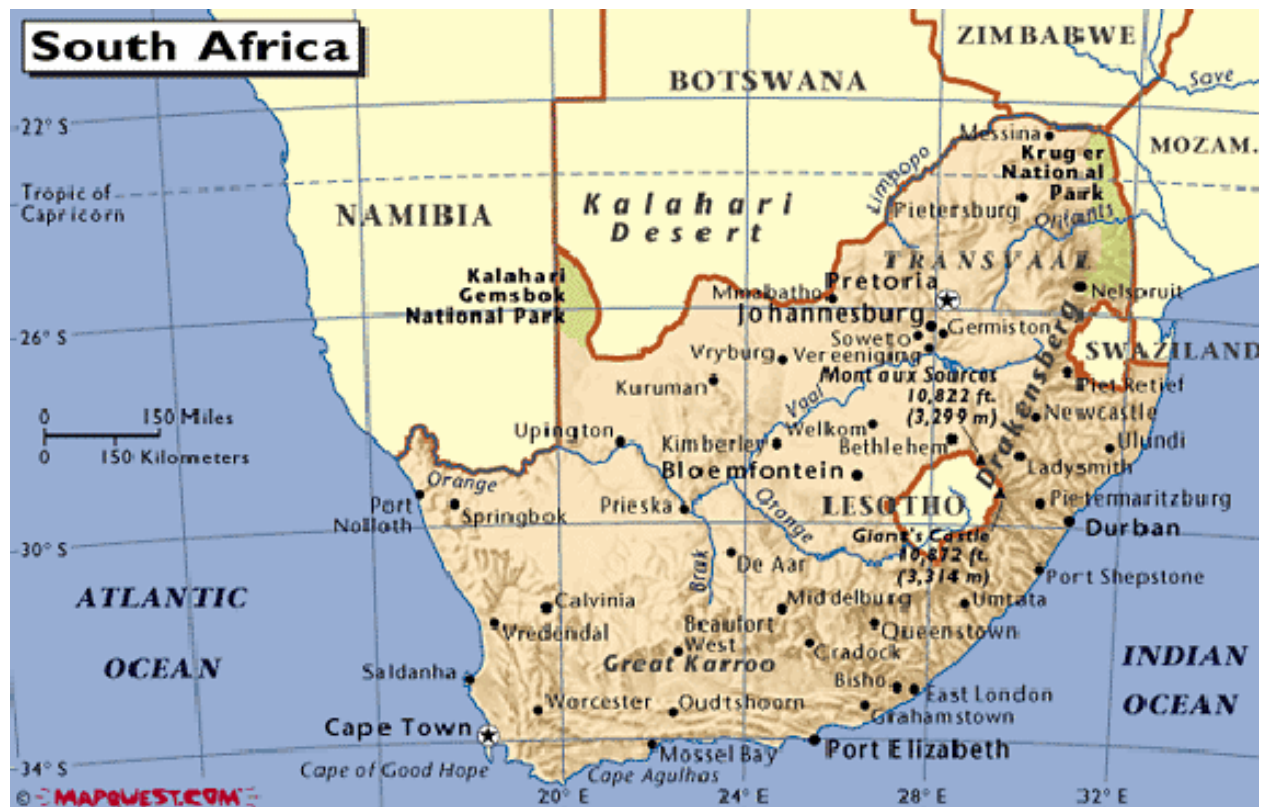 South Africa
ZIMBABWE
BOTSWANA
Save
22° S
Messina
MOZAM.
Kruger
National
Park
Limpopo
Tropic of
Capricorn
NAMIBIA
Kalahari
Desert
Pietersburg
Olifants
TRANSVAAL
Kalahari
Gemsbok
National Park
Mmabatho
Pretoria
Nelspruit
Johannesburg
Germiston
26° S
Soweto
SWAZILAND
Vryburg
Vereeniging
Drakensberg
Kuruman
Mont aux Sources
10,822 ft.
(3,299 m)
Piet Retief
0 150 Miles
0 150 Kilometers
Vaal
Newcastle
Upington
Kimberley
Welkom
Bethlehem
Ulundi
Bloemfontein
Ladysmith
Orange
Port
Nolloth
Springbok
Prieska
Orange
LESOTHO
Pietermaritzburg
Durban
30° S
Giant's Castle
10,872 ft.
(3,314 m)
Brak
De Aar
Port Shepstone
ATLANTIC
OCEAN
Calvinia
Middelburg
Umtata
Vredendal
Beaufort
West
Queenstown
Great Karroo
Cradock
INDIAN
OCEAN
Saldanha
Bisho
East London
Worcester
Oudtshoorn
Grahamstown
Cape Town
Mossel Bay
Port Elizabeth
34° S
Cape of Good Hope
Cape Agulhas
© MAPQUEST.COM
20° E
24° E
28° E
32° E